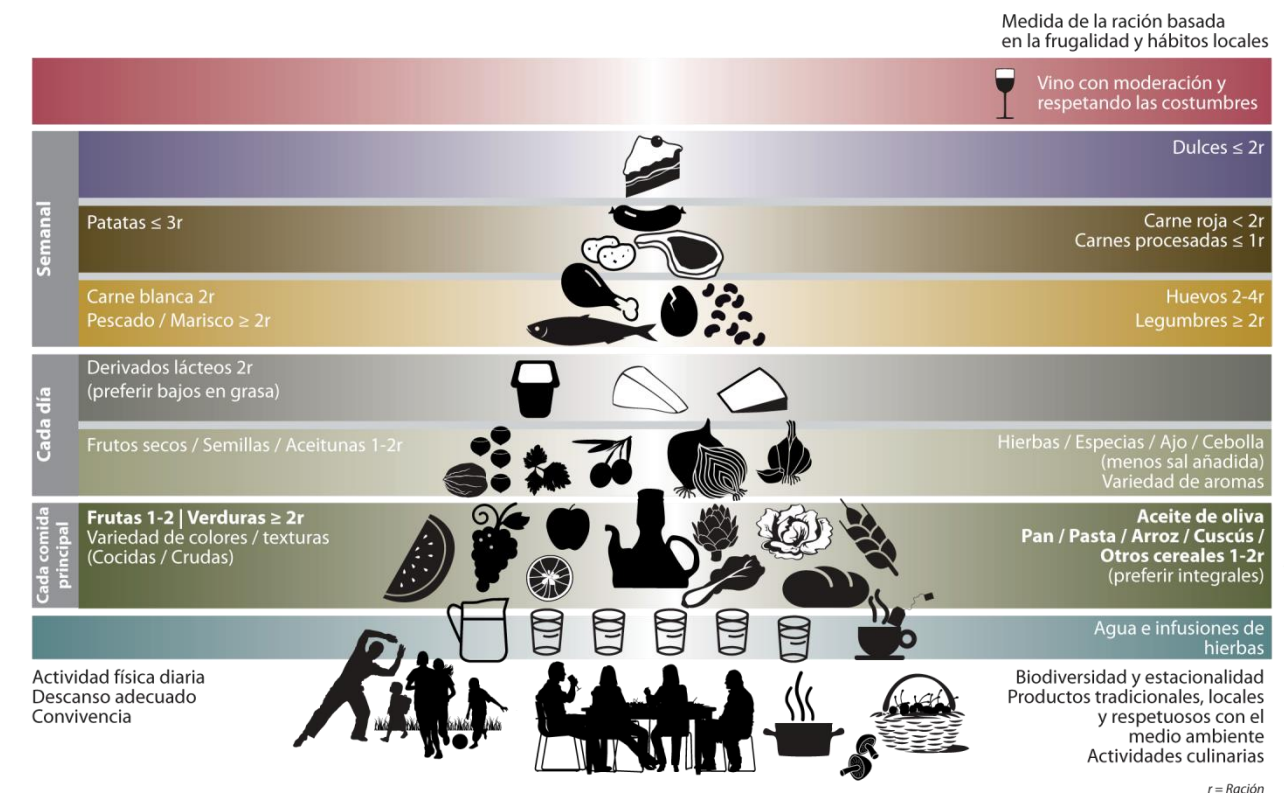 Medida de la ración basada
en la frugalidad y hábitos locales
Vino con moderación y
respetando las costumbres
Semanal
Dulces ≤ 2r
Patatas ≤ 3r
Carne roja < 2r
Carnes procesadas ≤ 1r
Carne blanca 2r
Pescado / Marisco ≥ 2r
Huevos 2-4r
Legumbres ≥ 2r
Cada día
Derivados lácteos 2r
(preferir bajos en grasa)
Frutos secos / Semillas / Aceitunas 1-2r
Hierbas / Especias / Ajo / Cebolla
(menos sal añadida)
Variedad de aromas
Cada comida
principal
Frutas 1-2 | Verduras ≥ 2r
Variedad de colores / texturas
(Cocidas / Crudas)
Aceite de oliva
Pan / Pasta / Arroz / Cuscús /
Otros cereales 1-2r
(preferir integrales)
Agua e infusiones de
hierbas
Actividad física diaria
Descanso adecuado
Convivencia
Biodiversidad y estacionalidad
Productos tradicionales, locales
y respetuosos con el
medio ambiente
Actividades culinarias
r = Ración